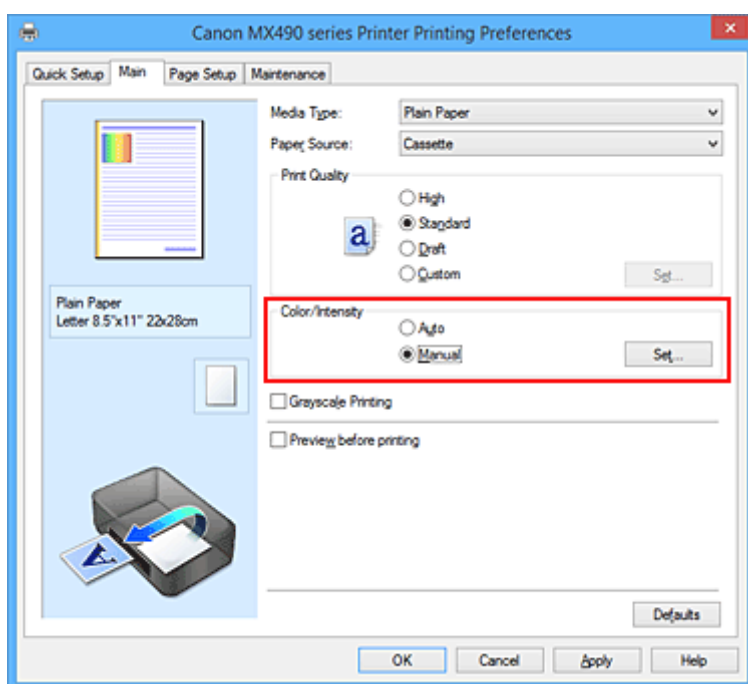 Canon MX490 series Printer Printing Preferences
Quick Setup Main Page Setup Maintenance
Media Type: Plain Paper
Paper Source: Cassette
Print Quality
High
Standard
Draft
Custom Set...
a
Plain Paper
Letter 8.5"x11" 22x28cm
Color/Intensity
Auto
Manual Set...
Grayscale Printing
Preview before printing
A
Defaults
OK Cancel Apply Help